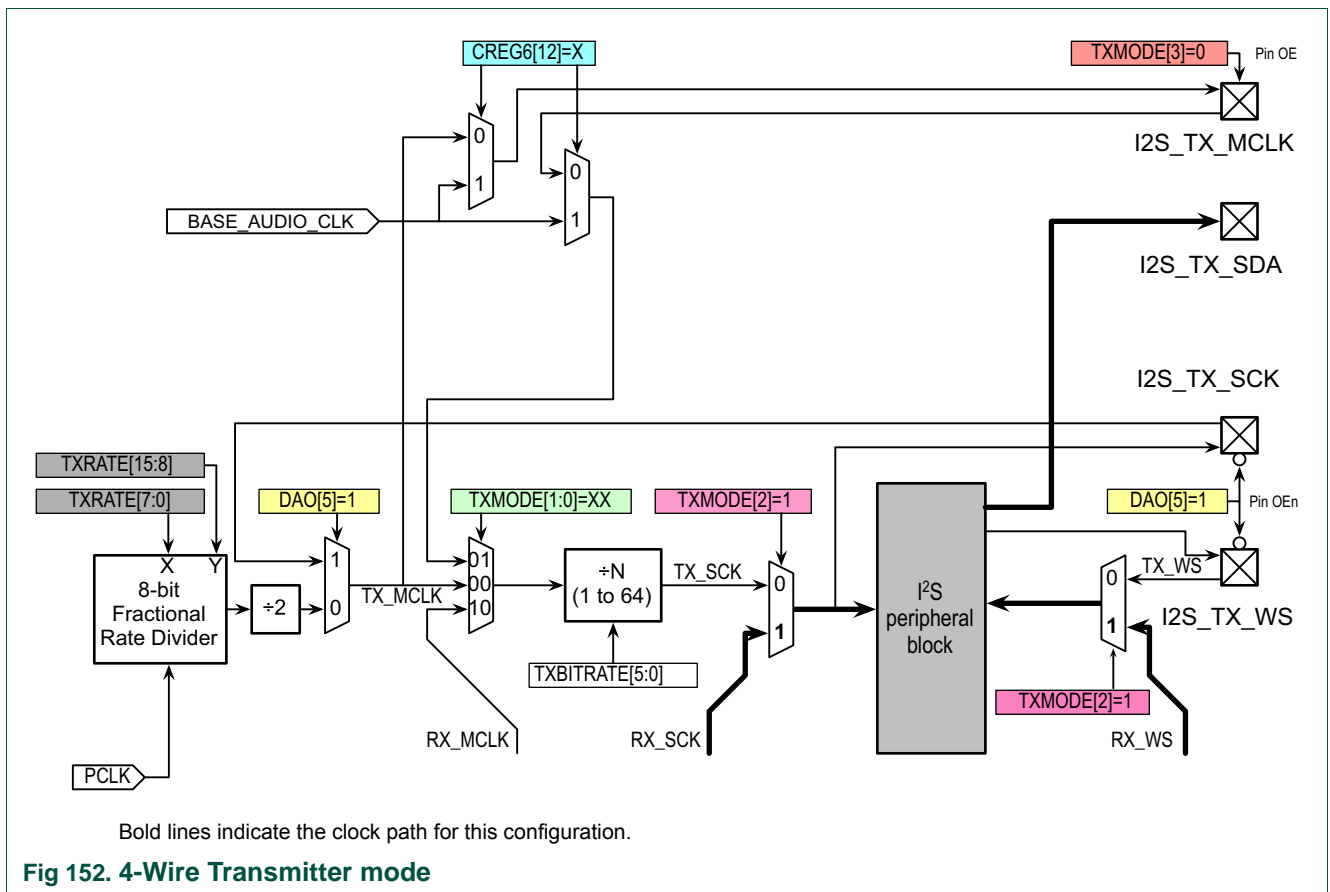 CREG6[12]=X
TXMODE[3]=0
Pin OE
0
1
I2S_TX_MCLK
0
1
BASE_AUDIO_CLK
I2S_TX_SDA
I2S_TX_SCK
TXRATE[15:8]
TXRATE[7:0]
DAO[5]=1
TXMODE[1:0]=XX
TXMODE[2]=1
DAO[5]=1
Pin OEn
X Y
8-bit
Fractional
Rate Divider
÷2
1
0
TX_MCLK
01
00
10
÷N
(1 to 64)
TX_SCK
0
1
I²S
peripheral
block
0
1
TX_WS
I2S_TX_WS
TXBITRATE[5:0]
TXMODE[2]=1
RX_MCLK
RX_SCK
RX_WS
PCLK
Bold lines indicate the clock path for this configuration.
Fig 152. 4-Wire Transmitter mode